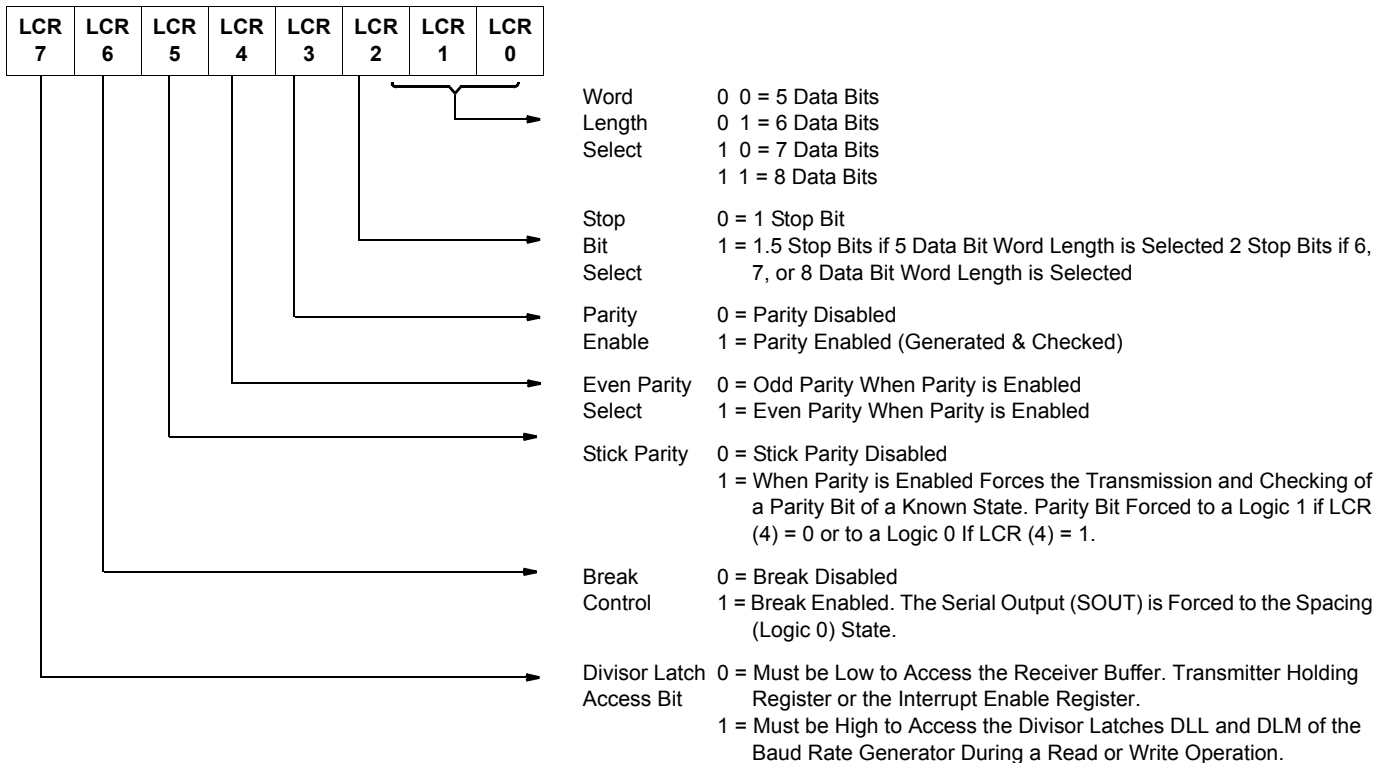 LCR LCR LCR LCR LCR LCR LCR LCR
7 6 5 4 3 2 1 0
Word 0 0 = 5 Data Bits
Length 0 1 = 6 Data Bits
Select 1 0 = 7 Data Bits
1 1 = 8 Data Bits
Stop 0 = 1 Stop Bit
Bit 1 = 1.5 Stop Bits if 5 Data Bit Word Length is Selected 2 Stop Bits if 6,
Select 7, or 8 Data Bit Word Length is Selected
Parity 0 = Parity Disabled
Enable 1 = Parity Enabled (Generated & Checked)
Even Parity 0 = Odd Parity When Parity is Enabled
Select 1 = Even Parity When Parity is Enabled
Stick Parity 0 = Stick Parity Disabled
1 = When Parity is Enabled Forces the Transmission and Checking of
a Parity Bit of a Known State. Parity Bit Forced to a Logic 1 if LCR
(4) = 0 or to a Logic 0 If LCR (4) = 1.
Break 0 = Break Disabled
Control 1 = Break Enabled. The Serial Output (SOUT) is Forced to the Spacing
(Logic 0) State.
Divisor Latch 0 = Must be Low to Access the Receiver Buffer. Transmitter Holding
Access Bit Register or the Interrupt Enable Register.
1 = Must be High to Access the Divisor Latches DLL and DLM of the
Baud Rate Generator During a Read or Write Operation.